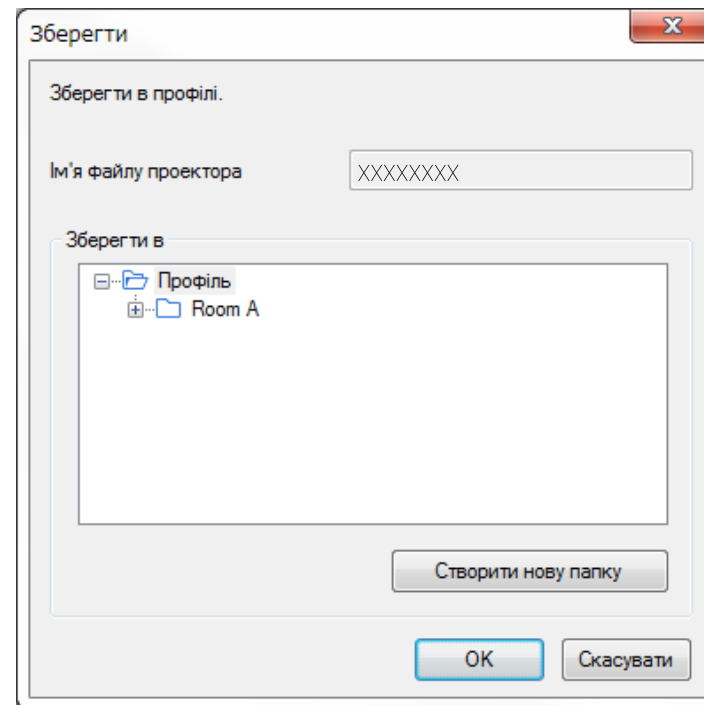 Зберегти
Зберегти в профілі.
Ім'я файлу проектора XXXXXXXX
Зберегти в
Профіль
Room A
Створити нову папку
OK Скасувати